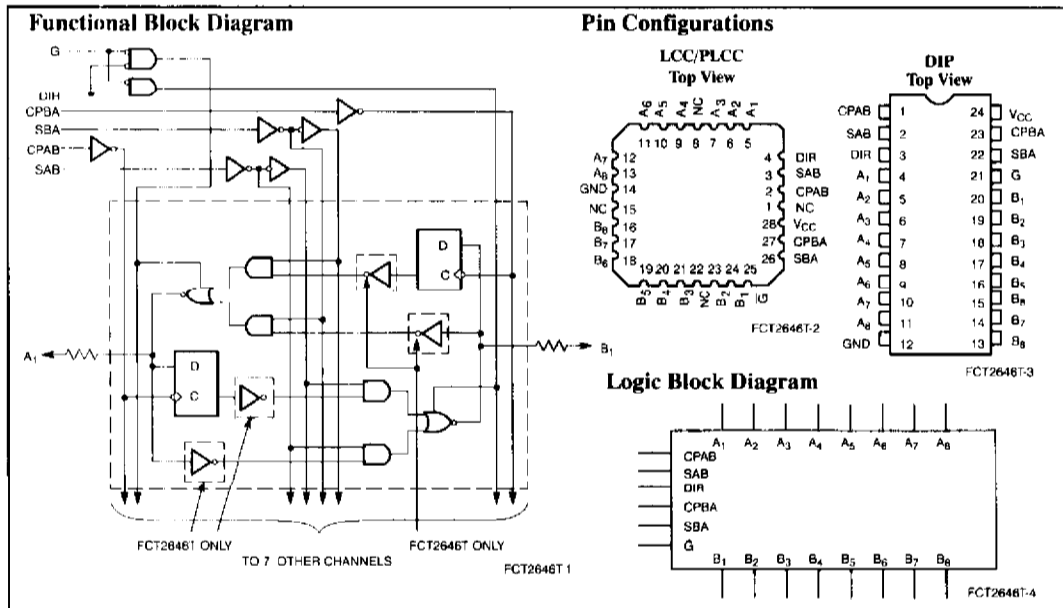 Functional Block Diagram
G
DIR
CPBA
SBA
CPAB
SAB
D
C
A1
B1
D
C
FCT2646T ONLY
FCT2646T ONLY
TO 7 OTHER CHANNELS
FCT2646T 1
Pin Configurations
LCC/PLCC
Top View
A6 A5 A4 NC A3 A2 A1
11 10 9 8 7 6 5
A7 12
A8 13
GND 14
NC 15
B8 16
B7 17
B6 18
4 DIR
3 SAB
2 CPAB
1 NC
28 VCC
27 CPBA
26 SBA
19 20 21 22 23 24 25
B5 B4 B3 NC B2 B1 G
FCT2646T-2
DIP
Top View
CPAB 1 24 VCC
SAB 2 23 CPBA
DIR 3 22 SBA
A1 4 21 G
A2 5 20 B1
A3 6 19 B2
A4 7 18 B3
A5 8 17 B4
A6 9 16 B5
A7 10 15 B6
A8 11 14 B7
GND 12 13 B8
FCT2646T-3
Logic Block Diagram
A1 A2 A3 A4 A5 A6 A7 A8
CPAB
SAB
DIR
CPBA
SBA
G
B1 B2 B3 B4 B5 B6 B7 B8
FCT2646T-4